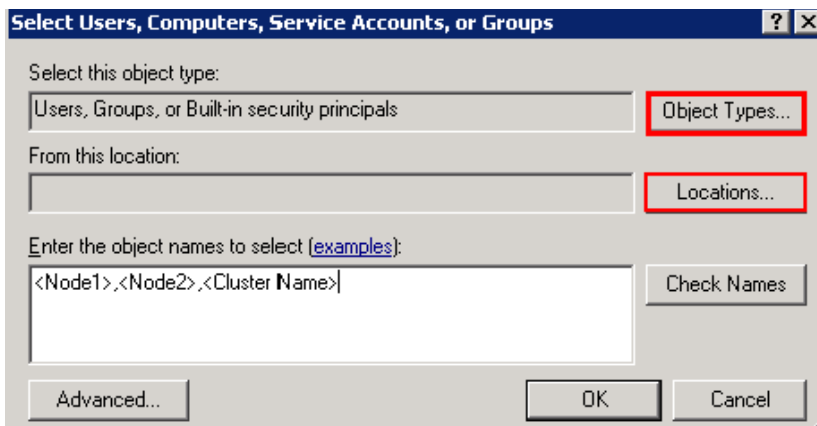 Select Users, Computers, Service Accounts, or Groups
Select this object type:
Users, Groups, or Built-in security principals
Object Types...
From this location:
Locations...
Enter the object names to select (examples):
<Node1>,<Node2>,<Cluster Name>
Check Names
Advanced...
OK
Cancel